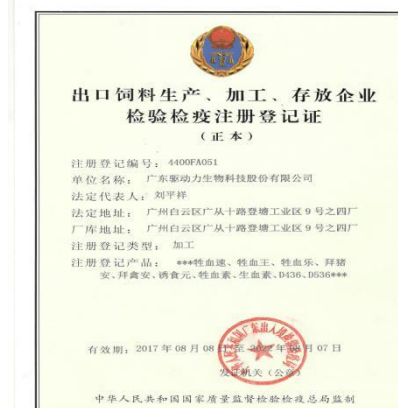 出口饲料生产、加工、存放企业
检验检疫注册登记证
（正本）
注册登记编号：4400FA051
单位名称：广东驱动力生物科技股份有限公司
法定代表人：刘平祥
法定地址：广州白云区广从十路登塘工业区9号之四厂
厂库地址：广州白云区广从十路登塘工业区9号之四厂
注册登记类型：加工
注册登记产品：***牲血速、牲血王、牲血乐、拜猪
安、拜禽安、诱食元、牲血素、生血素、D436、D536***
有效期：2017年08月08日至2022年08月07日
发证机关（公章）
中华人民共和国国家质量监督检验检疫总局监制